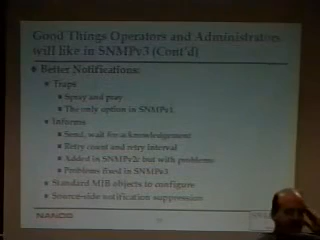 Good Things Operators and Administrators
will like in SNMPv3 (Cont'd)
Better Notifications:
Traps
Spray and pray
The only option in SNMPv1
Informs
Send, wait for acknowledgement
Retry count and retry interval
Added in SNMPv2c but with problems
Problems fixed in SNMPv3
Standard MIB objects to configure
Source-side notification suppression
NANOG